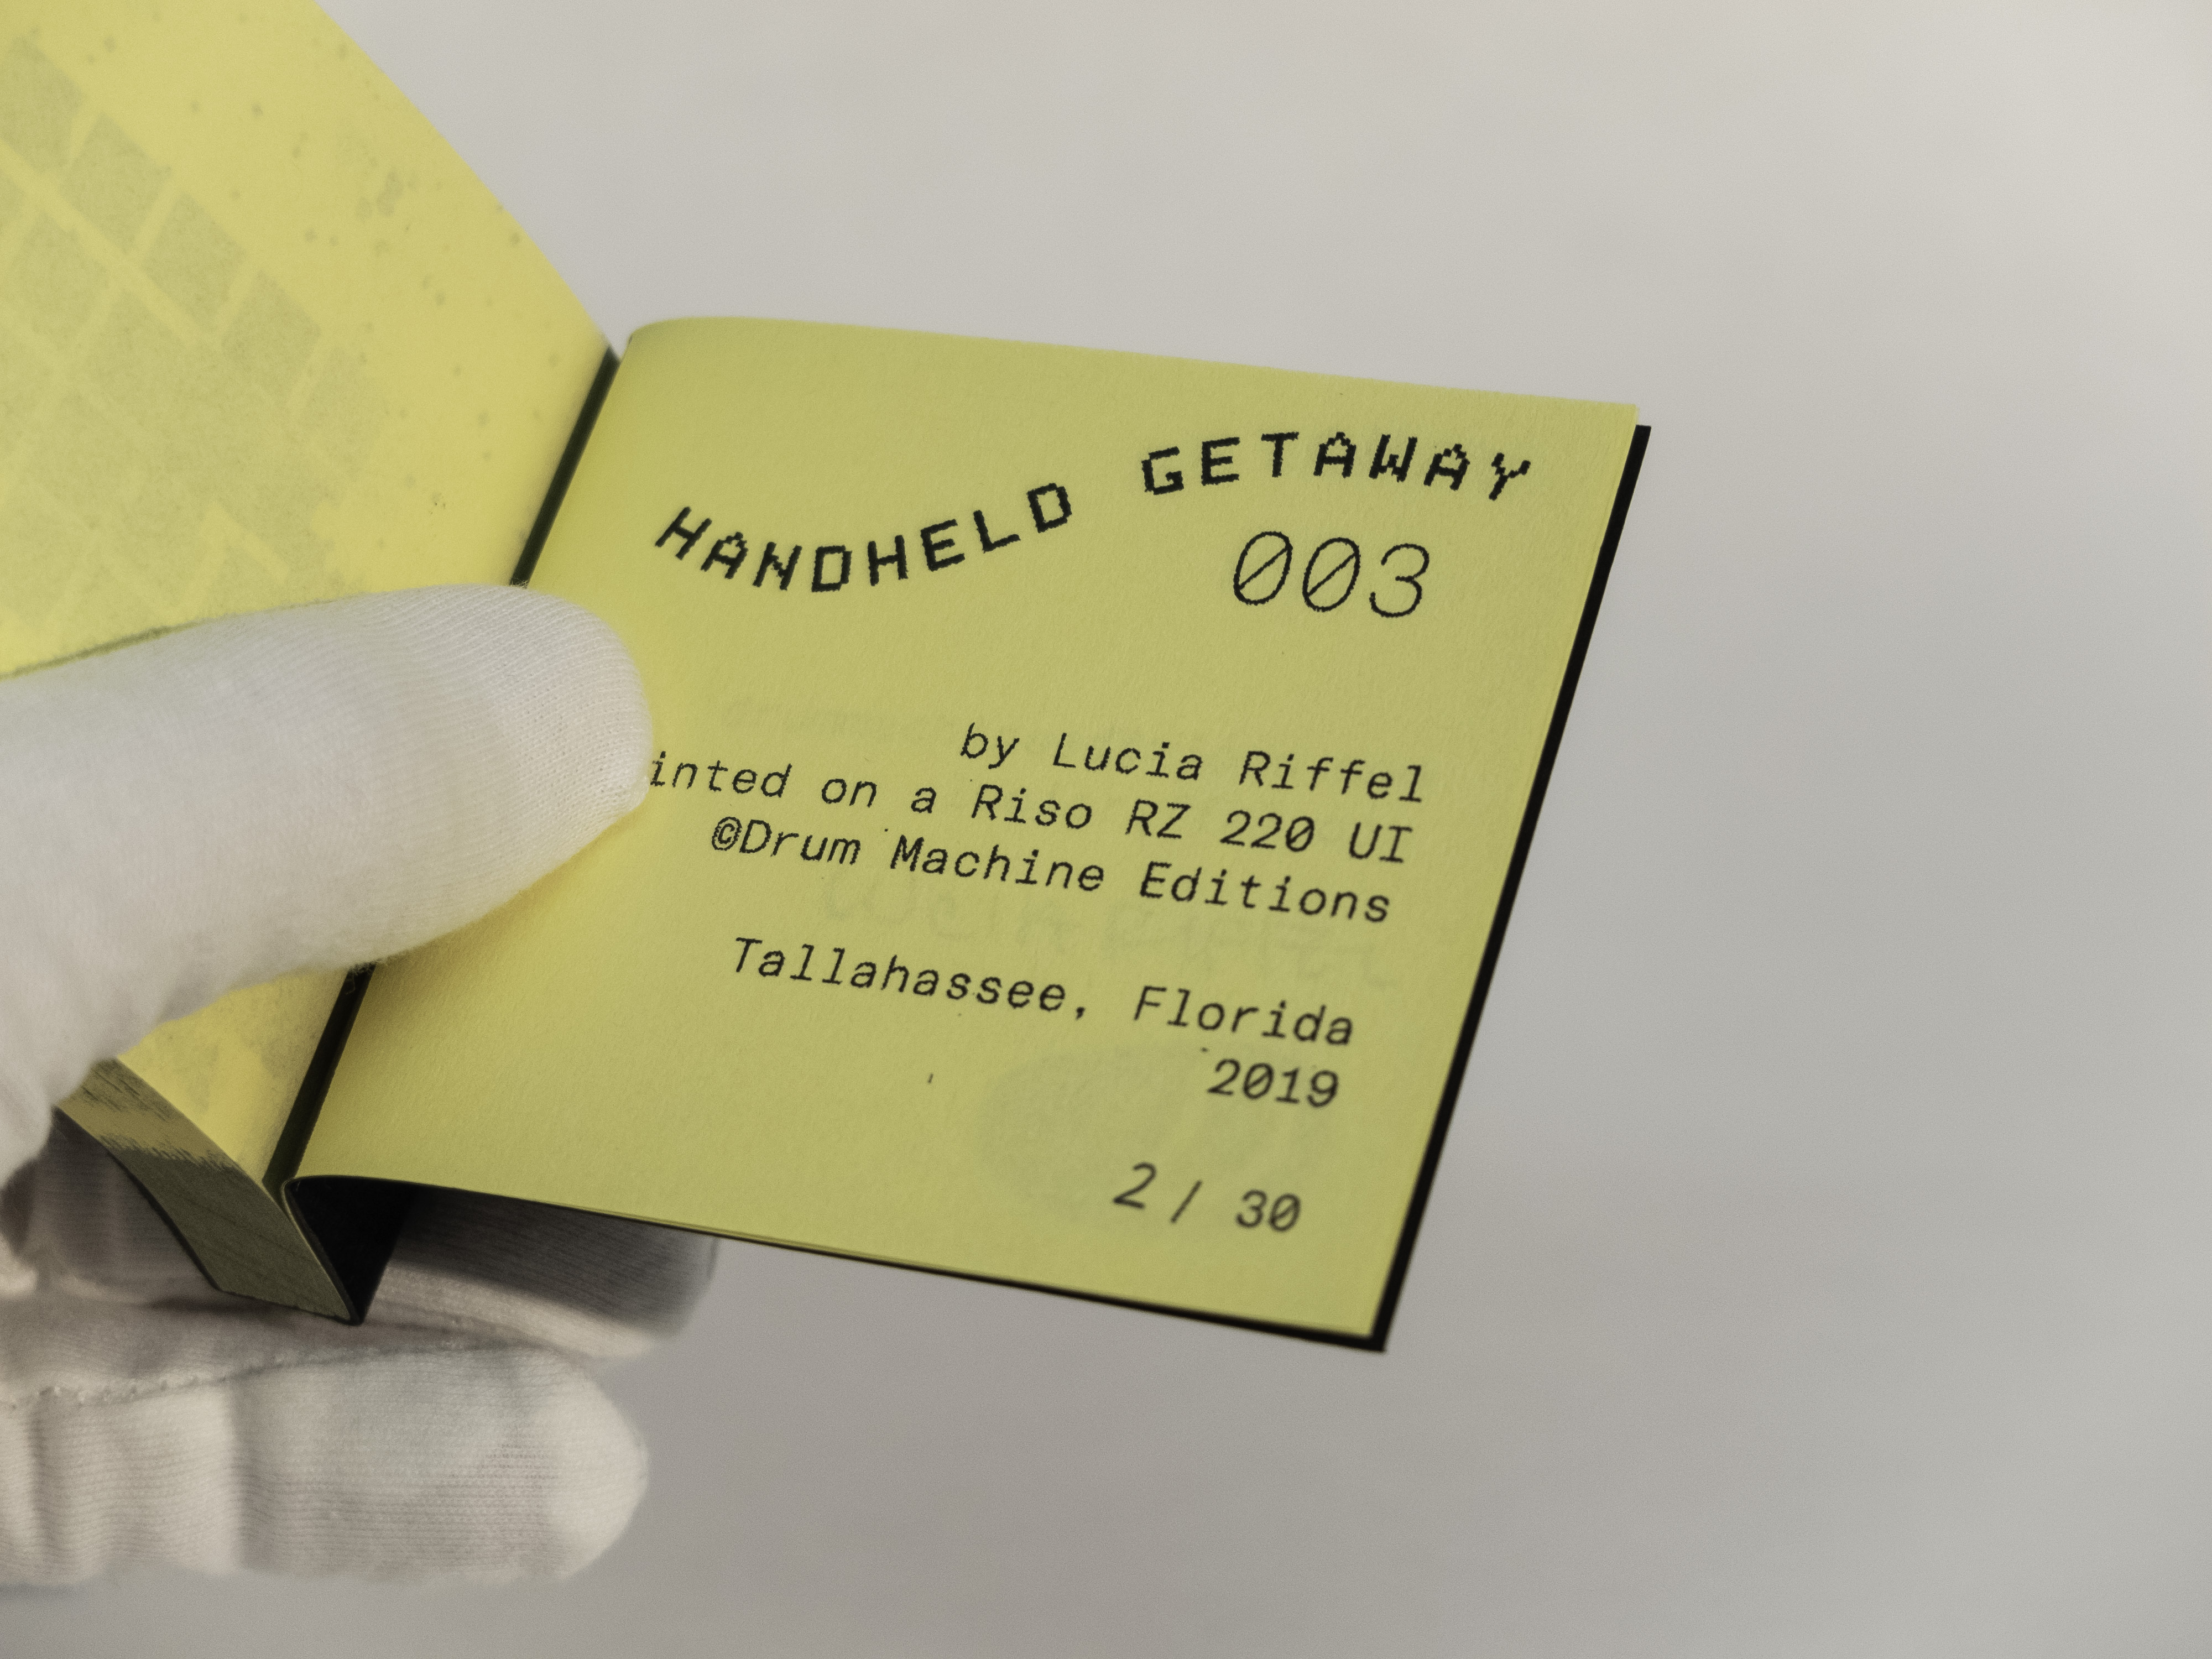 HANDHELD GETAWAY
003
by Lucia Riffel
inted on a Riso RZ 220 UI
©Drum Machine Editions
Tallahassee, Florida
2019
2 / 30